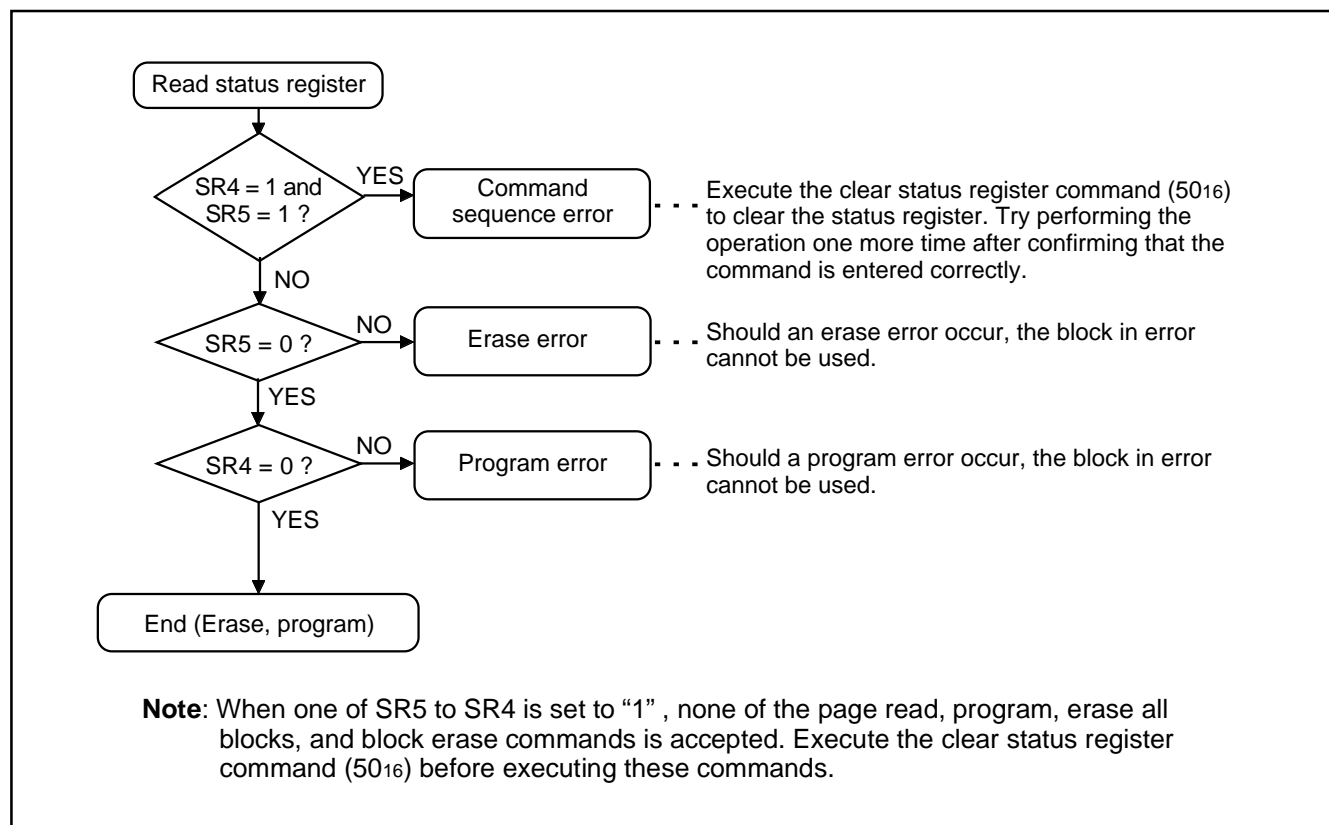 Read status register
SR4 = 1 and
SR5 = 1 ?
YES
Command
sequence error
Execute the clear status register command (5016)
to clear the status register. Try performing the
operation one more time after confirming that the
command is entered correctly.
NO
SR5 = 0 ?
NO
Erase error
Should an erase error occur, the block in error
cannot be used.
YES
SR4 = 0 ?
NO
Program error
Should a program error occur, the block in error
cannot be used.
YES
End (Erase, program)
Note: When one of SR5 to SR4 is set to “1” , none of the page read, program, erase all
blocks, and block erase commands is accepted. Execute the clear status register
command (5016) before executing these commands.